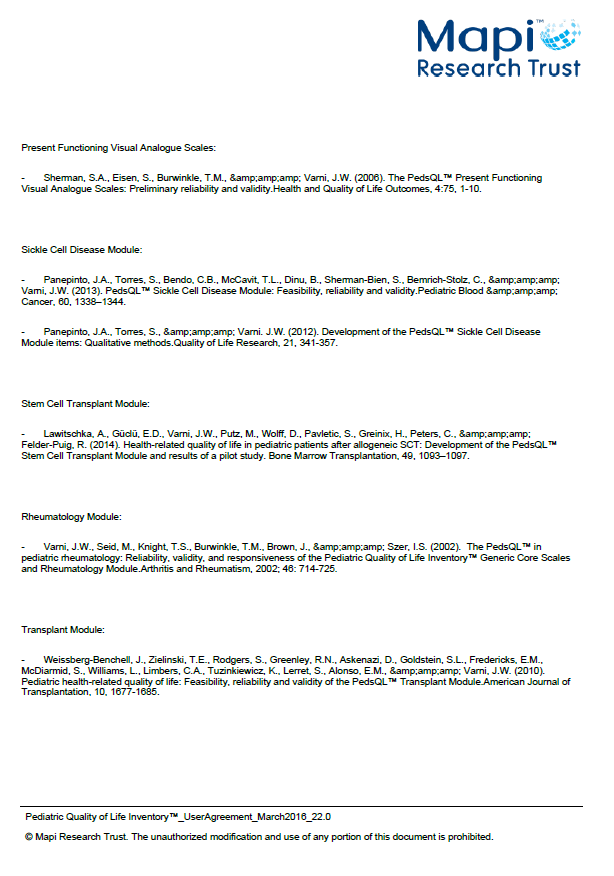 Mapi™
Research Trust
Present Functioning Visual Analogue Scales:
- Sherman, S.A., Eisen, S., Burwinkle, T.M., &amp;amp;amp; Varni, J.W. (2006). The PedsQL™ Present Functioning
Visual Analogue Scales: Preliminary reliability and validity.Health and Quality of Life Outcomes, 4:75, 1-10.
Sickle Cell Disease Module:
- Panepinto, J.A., Torres, S., Bendo, C.B., McCavit, T.L., Dinu, B., Sherman-Bien, S., Bemrich-Stolz, C., &amp;amp;amp;
Varni, J.W. (2013). PedsQL™ Sickle Cell Disease Module: Feasibility, reliability and validity.Pediatric Blood &amp;amp;amp;
Cancer, 60, 1338–1344.
- Panepinto, J.A., Torres, S., &amp;amp;amp; Varni. J.W. (2012). Development of the PedsQL™ Sickle Cell Disease
Module items: Qualitative methods.Quality of Life Research, 21, 341-357.
Stem Cell Transplant Module:
- Lawitschka, A., Güclü, E.D., Varni, J.W., Putz, M., Wolff, D., Pavletic, S., Greinix, H., Peters, C., &amp;amp;amp;
Felder-Puig, R. (2014). Health-related quality of life in pediatric patients after allogeneic SCT: Development of the PedsQL™
Stem Cell Transplant Module and results of a pilot study. Bone Marrow Transplantation, 49, 1093–1097.
Rheumatology Module:
- Varni, J.W., Seid, M., Knight, T.S., Burwinkle, T.M., Brown, J., &amp;amp;amp; Szer, I.S. (2002). The PedsQL™ in
pediatric rheumatology: Reliability, validity, and responsiveness of the Pediatric Quality of Life Inventory™ Generic Core Scales
and Rheumatology Module.Arthritis and Rheumatism, 2002; 46: 714-725.
Transplant Module:
- Weissberg-Benchell, J., Zielinski, T.E., Rodgers, S., Greenley, R.N., Askenazi, D., Goldstein, S.L., Fredericks, E.M.,
McDiarmid, S., Williams, L., Limbers, C.A., Tuzinkiewicz, K., Lerret, S., Alonso, E.M., &amp;amp;amp; Varni, J.W. (2010).
Pediatric health-related quality of life: Feasibility, reliability and validity of the PedsQL™ Transplant Module.American Journal of
Transplantation, 10, 1677-1685.
Pediatric Quality of Life Inventory™_UserAgreement_March2016_22.0
© Mapi Research Trust. The unauthorized modification and use of any portion of this document is prohibited.